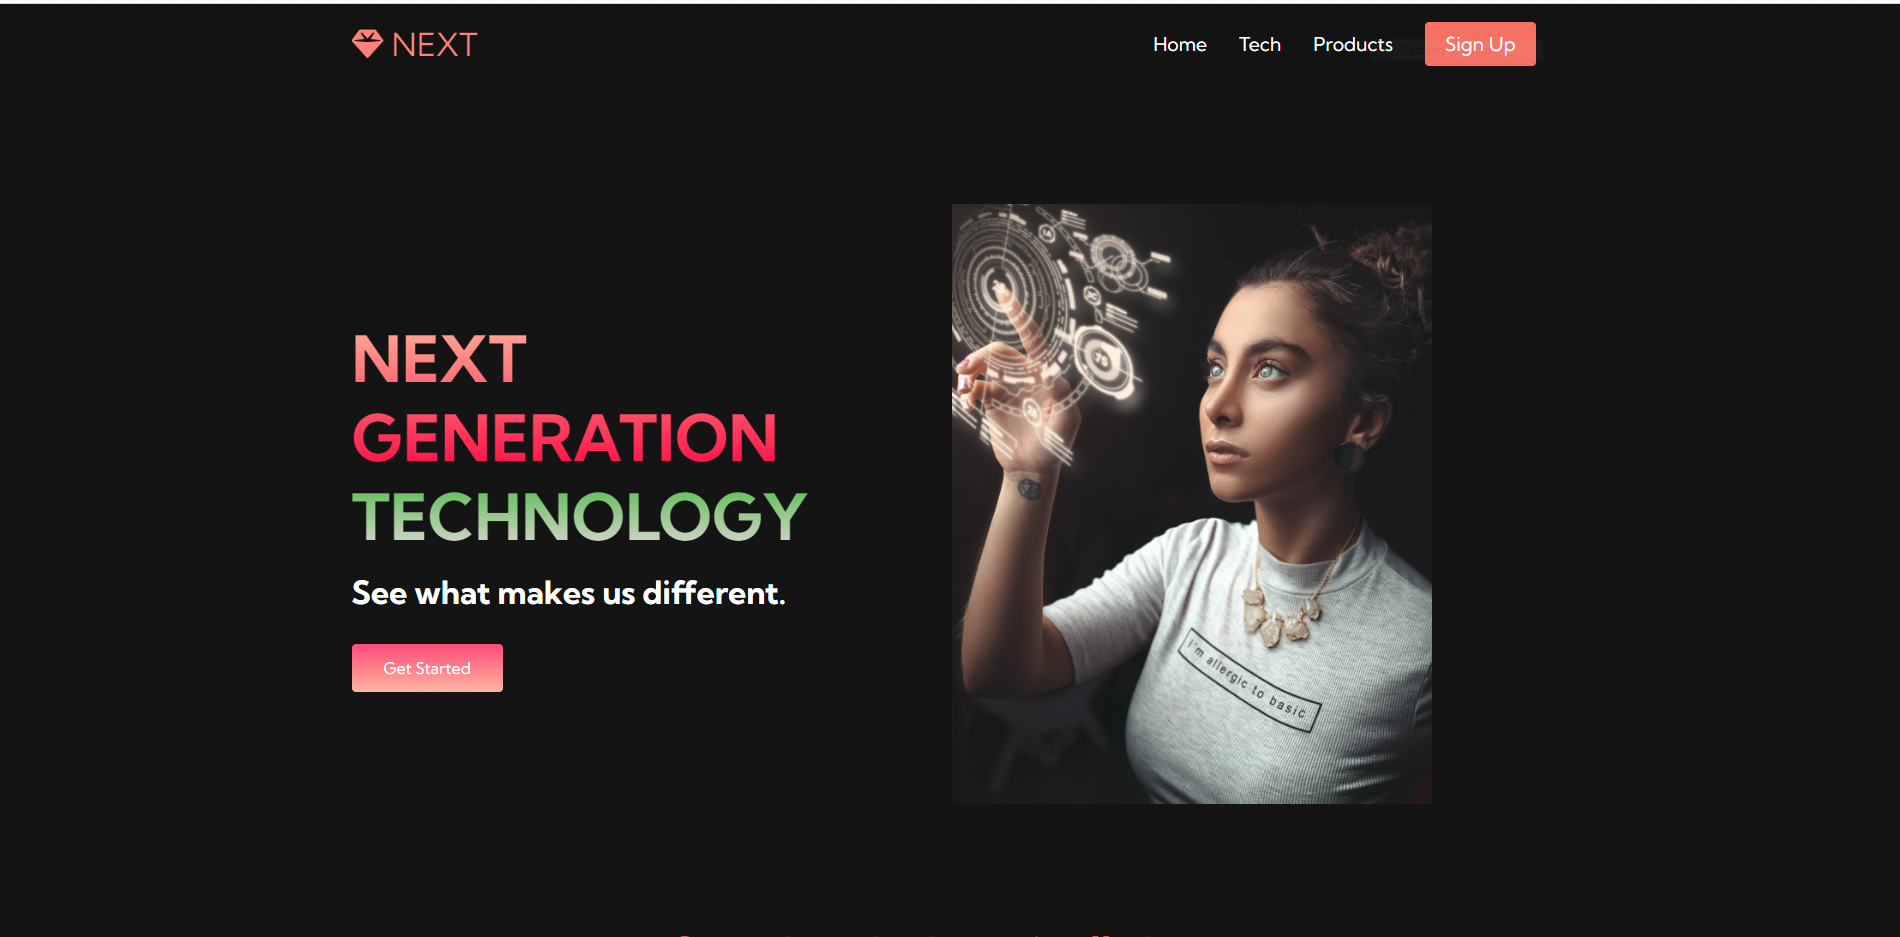 NEXT
Home Tech Products Sign Up
NEXT
GENERATION
TECHNOLOGY
See what makes us different.
Get Started
75
I'm allergic to basic